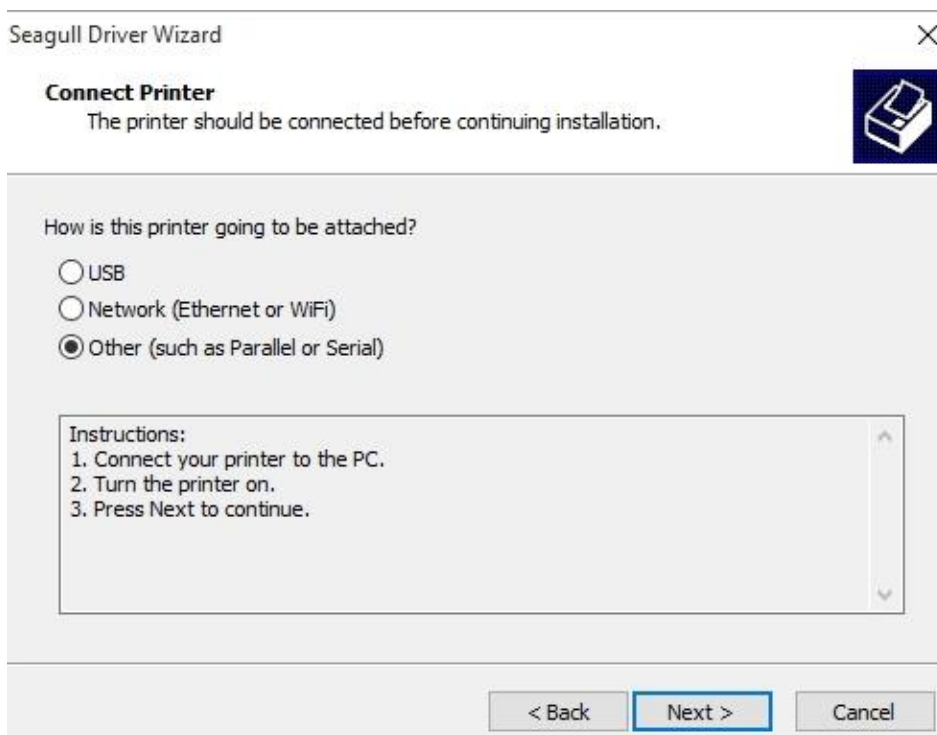 Seagull Driver Wizard
Connect Printer
The printer should be connected before continuing installation.
How is this printer going to be attached?
USB
Network (Ethernet or WiFi)
Other (such as Parallel or Serial)
Instructions:
1. Connect your printer to the PC.
2. Turn the printer on.
3. Press Next to continue.
< Back Next > Cancel